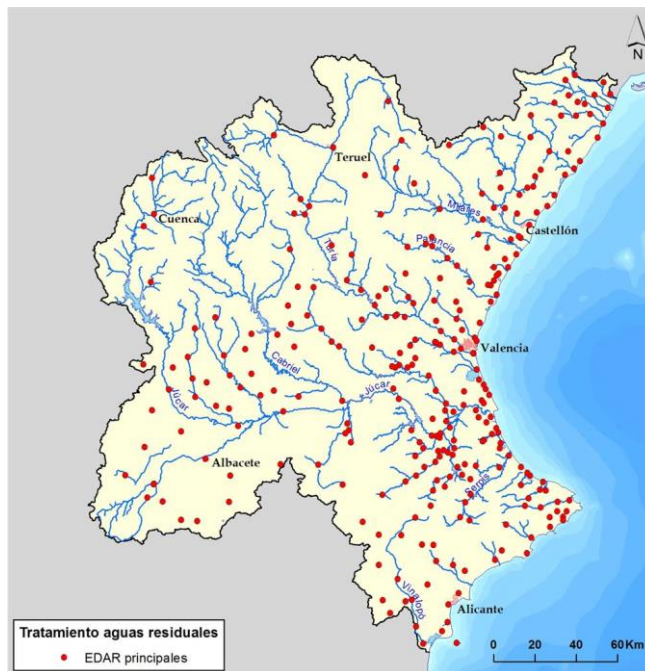 N
Teruel
Cuenca
Mijares
Castellón
Palancia
Turia
Valencia
Cabriel
Júcar
Júcar
Albacete
Serpis
Vinalopó
Alicante
Tratamiento aguas residuales
EDAR principales
0 20 40 60 Km